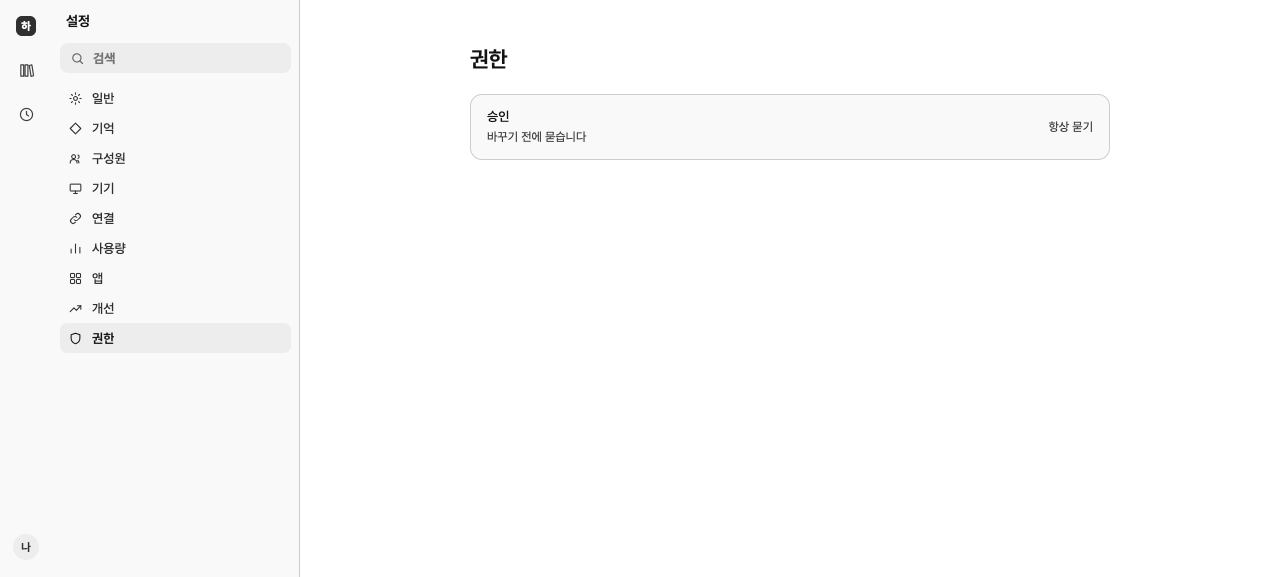 하
설정
검색
일반
기억
구성원
기기
연결
사용량
앱
개선
권한
나
권한
승인
바꾸기 전에 묻습니다
항상 묻기